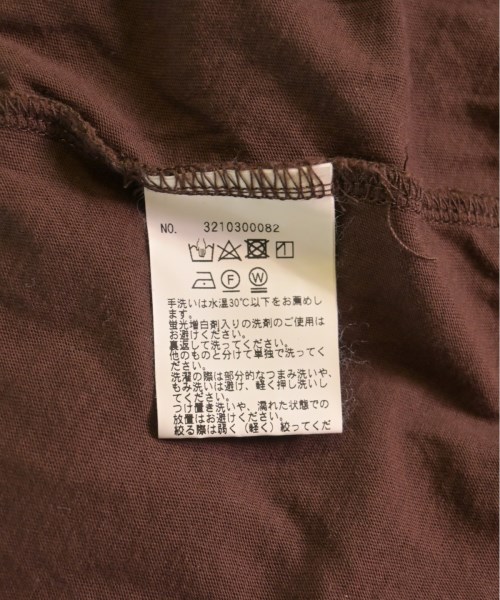 NO. 3210300082
F W
手洗いは水温30℃以下をお薦めし
ます。
蛍光増白剤入りの洗剤のご使用は
お避けください。
裏返して洗ってください。
他のものと分けて単独で洗ってく
ださい。
洗濯の際は部分的なつまみ洗いや、
もみ洗いは避け、軽く押し洗いし
てください。
つけ置き洗いや、濡れた状態での
放置はお避けください。
絞る際は弱く（軽く）絞ってくだ